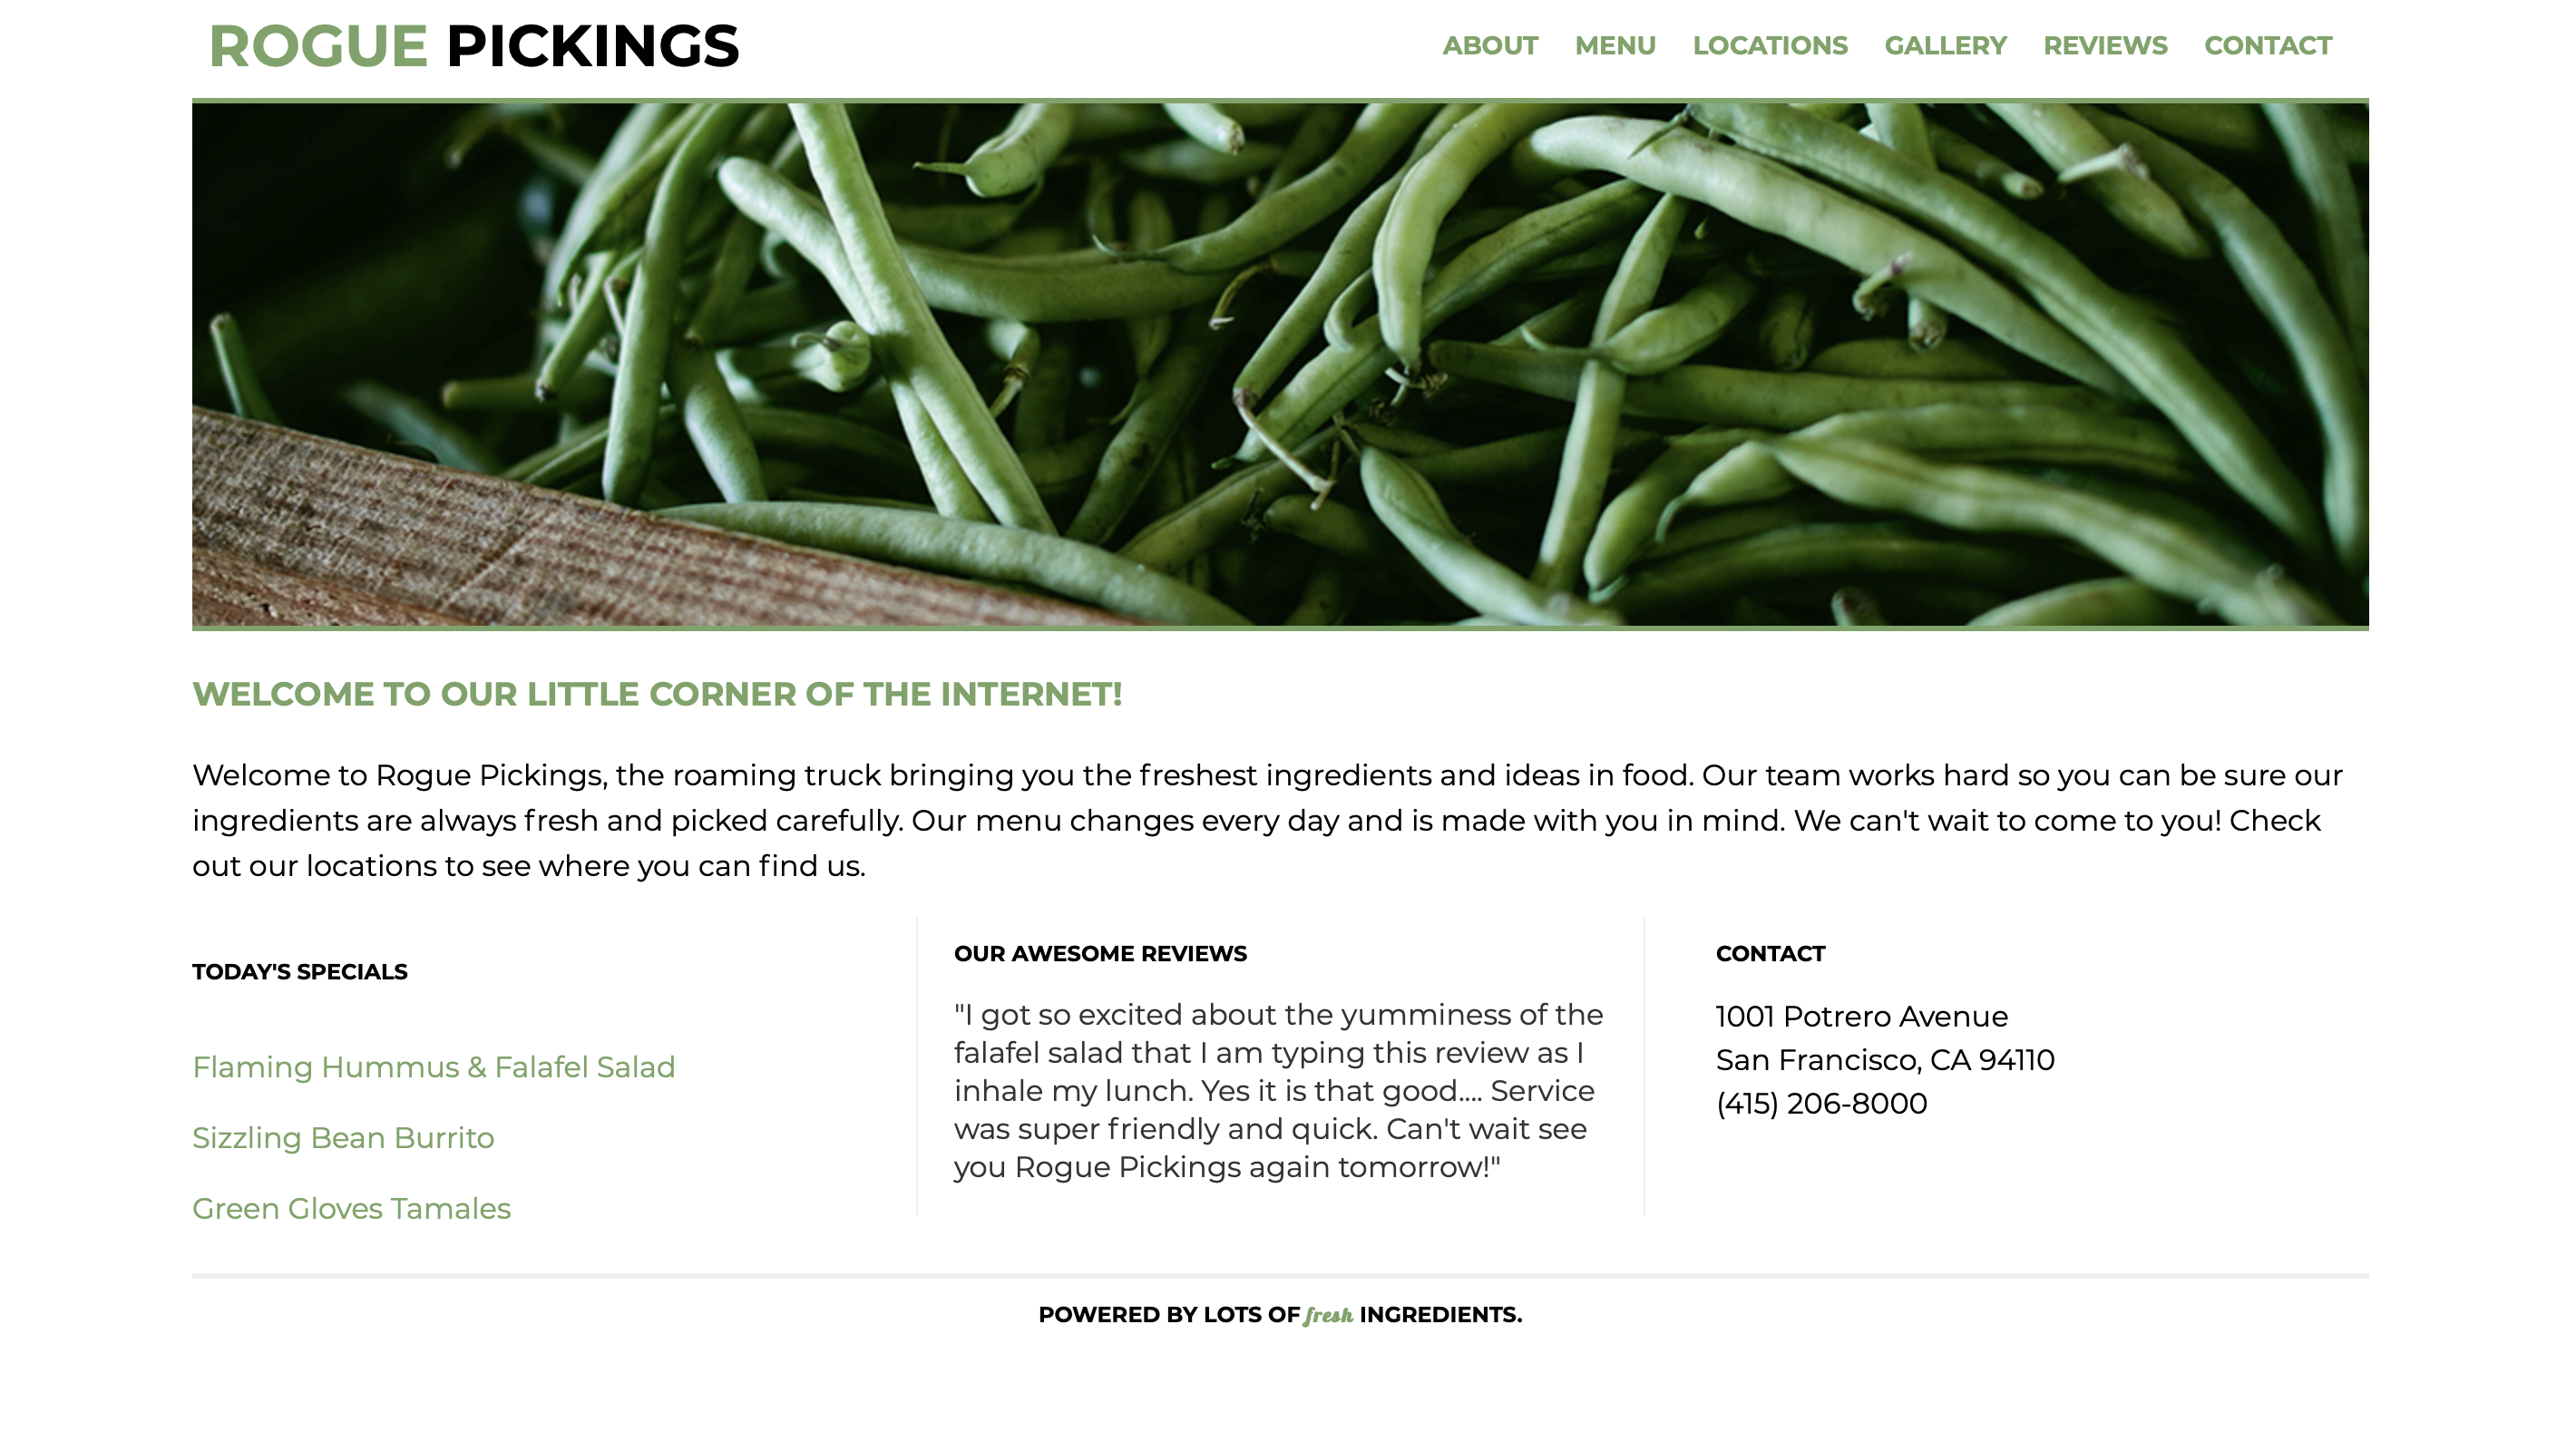 ROGUE PICKINGS
ABOUT MENU LOCATIONS GALLERY REVIEWS CONTACT
WELCOME TO OUR LITTLE CORNER OF THE INTERNET!
Welcome to Rogue Pickings, the roaming truck bringing you the freshest ingredients and ideas in food. Our team works hard so you can be sure our
ingredients are always fresh and picked carefully. Our menu changes every day and is made with you in mind. We can't wait to come to you! Check
out our locations to see where you can find us.
TODAY'S SPECIALS
Flaming Hummus & Falafel Salad
Sizzling Bean Burrito
Green Gloves Tamales
OUR AWESOME REVIEWS
"I got so excited about the yumminess of the
falafel salad that I am typing this review as I
inhale my lunch. Yes it is that good.... Service
was super friendly and quick. Can't wait see
you Rogue Pickings again tomorrow!"
CONTACT
1001 Potrero Avenue
San Francisco, CA 94110
(415) 206-8000
POWERED BY LOTS OF fresh INGREDIENTS.